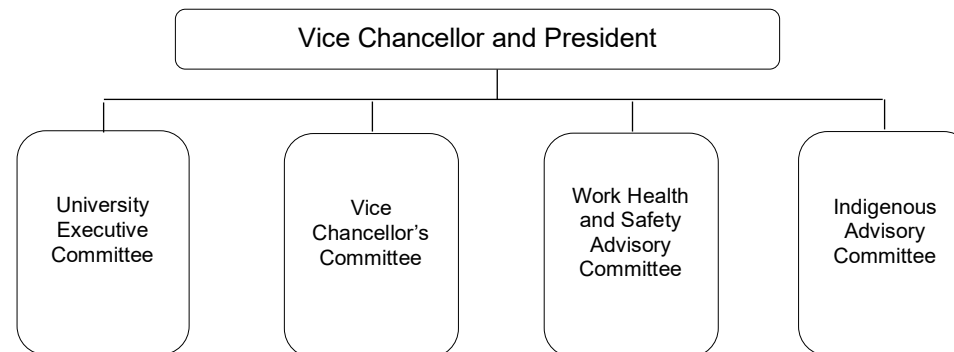 Vice Chancellor and President
University
Executive
Committee
Vice
Chancellor’s
Committee
Work Health
and Safety
Advisory
Committee
Indigenous
Advisory
Committee